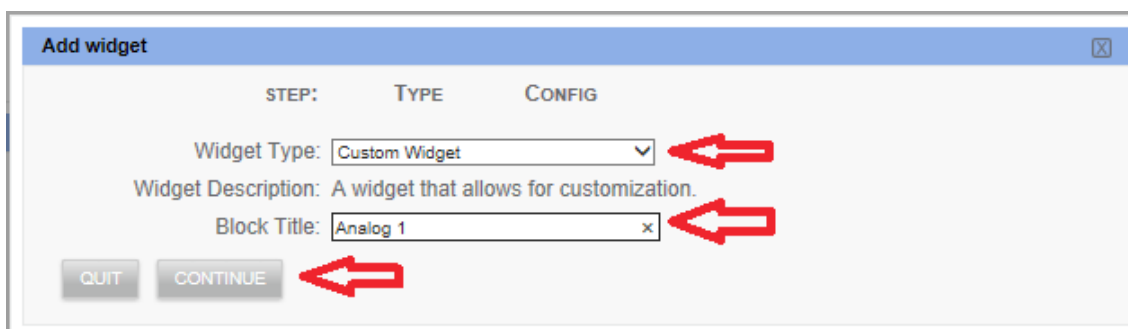 Add widget X
STEP: TYPE CONFIG
Widget Type: Custom Widget
Widget Description: A widget that allows for customization.
Block Title: Analog 1 ×
QUIT CONTINUE